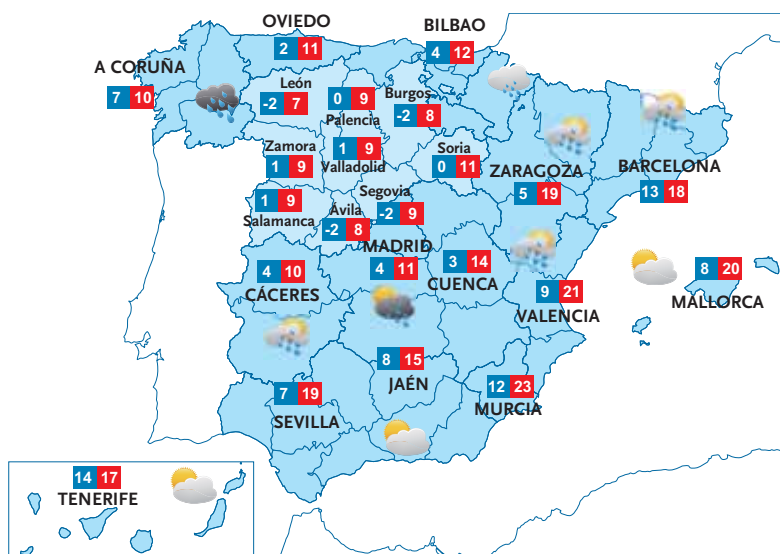 OVIEDO
2 11
BILBAO
4 12
A CORUÑA
7 10
León
-2 7
0 9
Palencia
Burgos
-2 8
Zamora
1 9
1 9
Valladolid
Soria
0 11
ZARAGOZA
5 19
BARCELONA
13 18
1 9
Salamanca
Ávila
-2 8
Segovia
-2 9
MADRID
4 11
3 14
CUENCA
4 10
CÁCERES
9 21
VALENCIA
8 20
MALLORCA
8 15
JAÉN
7 19
SEVILLA
12 23
MURCIA
14 17
TENERIFE